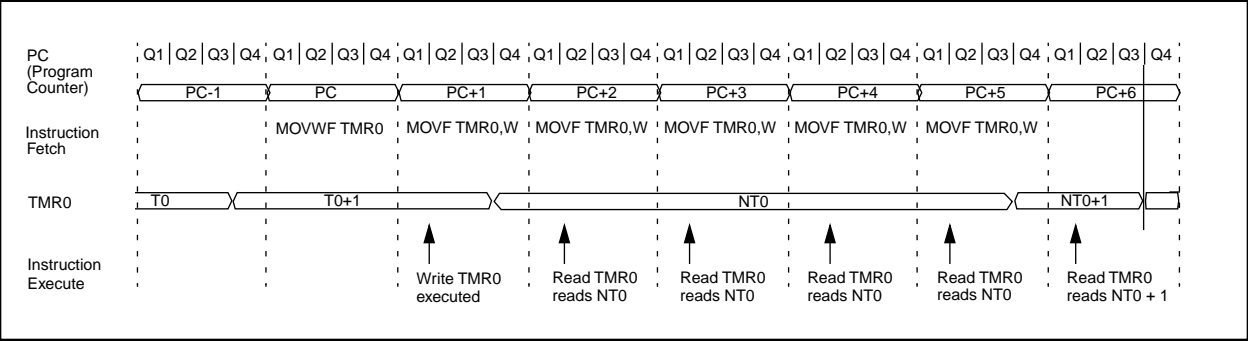 PC
(Program
Counter)
Q1 Q2 Q3 Q4 Q1 Q2 Q3 Q4 Q1 Q2 Q3 Q4 Q1 Q2 Q3 Q4 Q1 Q2 Q3 Q4 Q1 Q2 Q3 Q4 Q1 Q2 Q3 Q4 Q1 Q2 Q3 Q4
PC-1 PC PC+1 PC+2 PC+3 PC+4 PC+5 PC+6
Instruction
Fetch
MOVWF TMR0 MOVF TMR0,W MOVF TMR0,W MOVF TMR0,W MOVF TMR0,W MOVF TMR0,W
TMR0
T0 T0+1 NT0 NT0+1
Instruction
Execute
Write TMR0
executed
Read TMR0
reads NT0
Read TMR0
reads NT0
Read TMR0
reads NT0
Read TMR0
reads NT0
Read TMR0
reads NT0 + 1